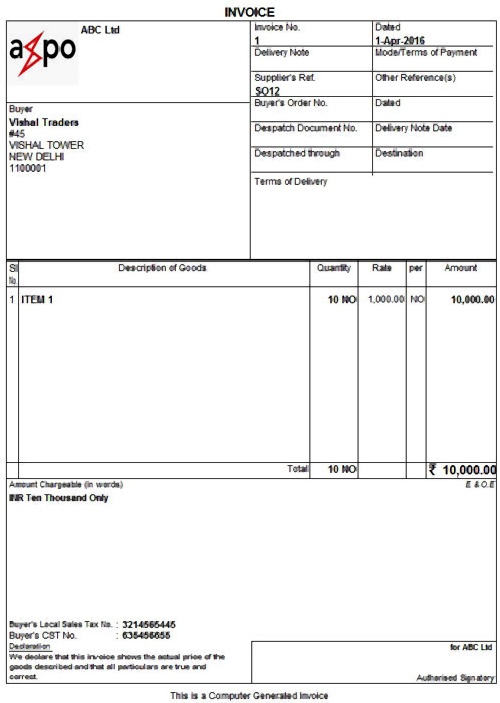 INVOICE
aspo
ABC Ltd
Invoice No.
1
Dated
1-Apr-2016
Delivery Note
Mode/Terms of Payment
Supplier's Ref.
SO12
Other Reference(s)
Buyer
Vishal Traders
#45
VISHAL TOWER
NEW DELHI
1100001
Buyer's Order No.
Dated
Despatch Document No.
Delivery Note Date
Despatched through
Destination
Terms of Delivery
Sl No. Description of Goods Quantity Rate per Amount
1 ITEM 1 10 NO 1,000.00 NO 10,000.00
Total 10 NO ₹ 10,000.00
Amount Chargeable (in words) E & O.E
INR Ten Thousand Only
Buyer's Local Sales Tax No. : 3214565445
Buyer's CST No. : 635456655
Declaration
We declare that this invoice shows the actual price of the
goods described and that all particulars are true and
correct.
for ABC Ltd
Authorised Signatory
This is a Computer Generated Invoice